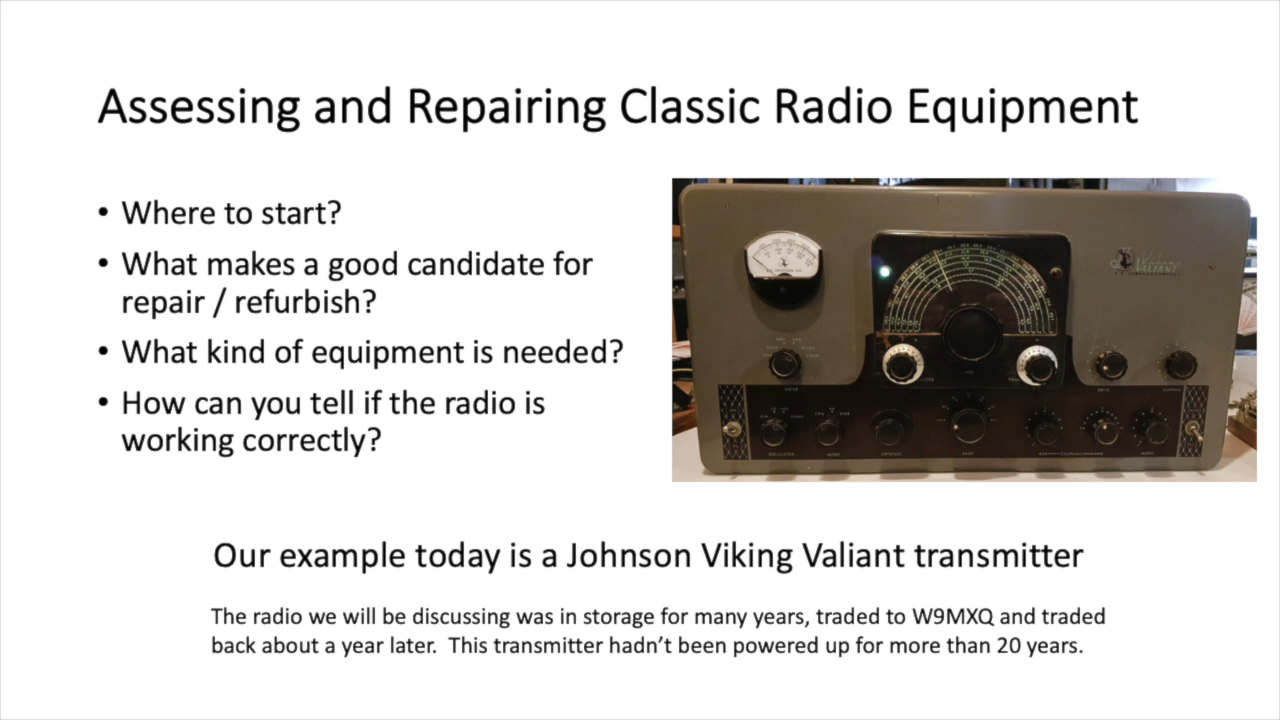 Assessing and Repairing Classic Radio Equipment
• Where to start?
• What makes a good candidate for
repair / refurbish?
• What kind of equipment is needed?
• How can you tell if the radio is
working correctly?
VALIANT
Our example today is a Johnson Viking Valiant transmitter
The radio we will be discussing was in storage for many years, traded to W9MXQ and traded
back about a year later.  This transmitter hadn’t been powered up for more than 20 years.